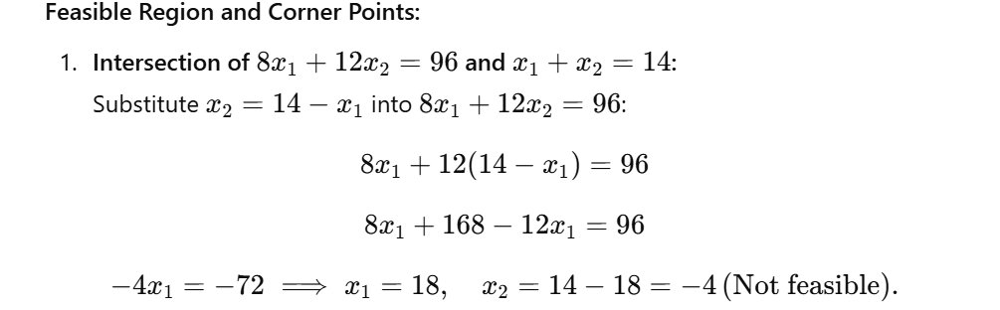 Feasible Region and Corner Points:
1. Intersection of 8x₁ + 12x₂ = 96 and x₁ + x₂ = 14:
Substitute x₂ = 14 − x₁ into 8x₁ + 12x₂ = 96:
8x₁ + 12(14 − x₁) = 96
8x₁ + 168 − 12x₁ = 96
−4x₁ = −72 ⟹ x₁ = 18, x₂ = 14 − 18 = −4 (Not feasible).